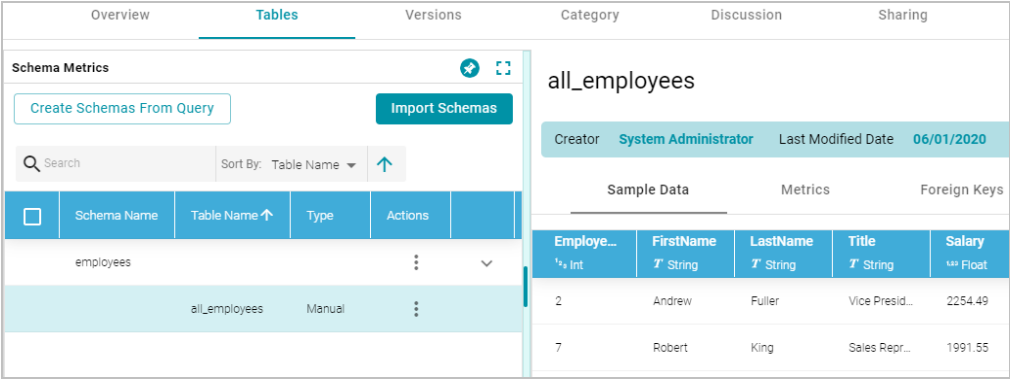 Overview Tables Versions Category Discussion Sharing
Schema Metrics
Create Schemas From Query Import Schemas
Search Sort By: Table Name
Schema Name Table Name Type Actions
employees
all_employees Manual
all_employees
Creator System Administrator Last Modified Date 06/01/2020
Sample Data Metrics Foreign Keys
Employe... FirstName LastName Title Salary
Int String String String Float
2 Andrew Fuller Vice Presid... 2254.49
7 Robert King Sales Repr... 1991.55